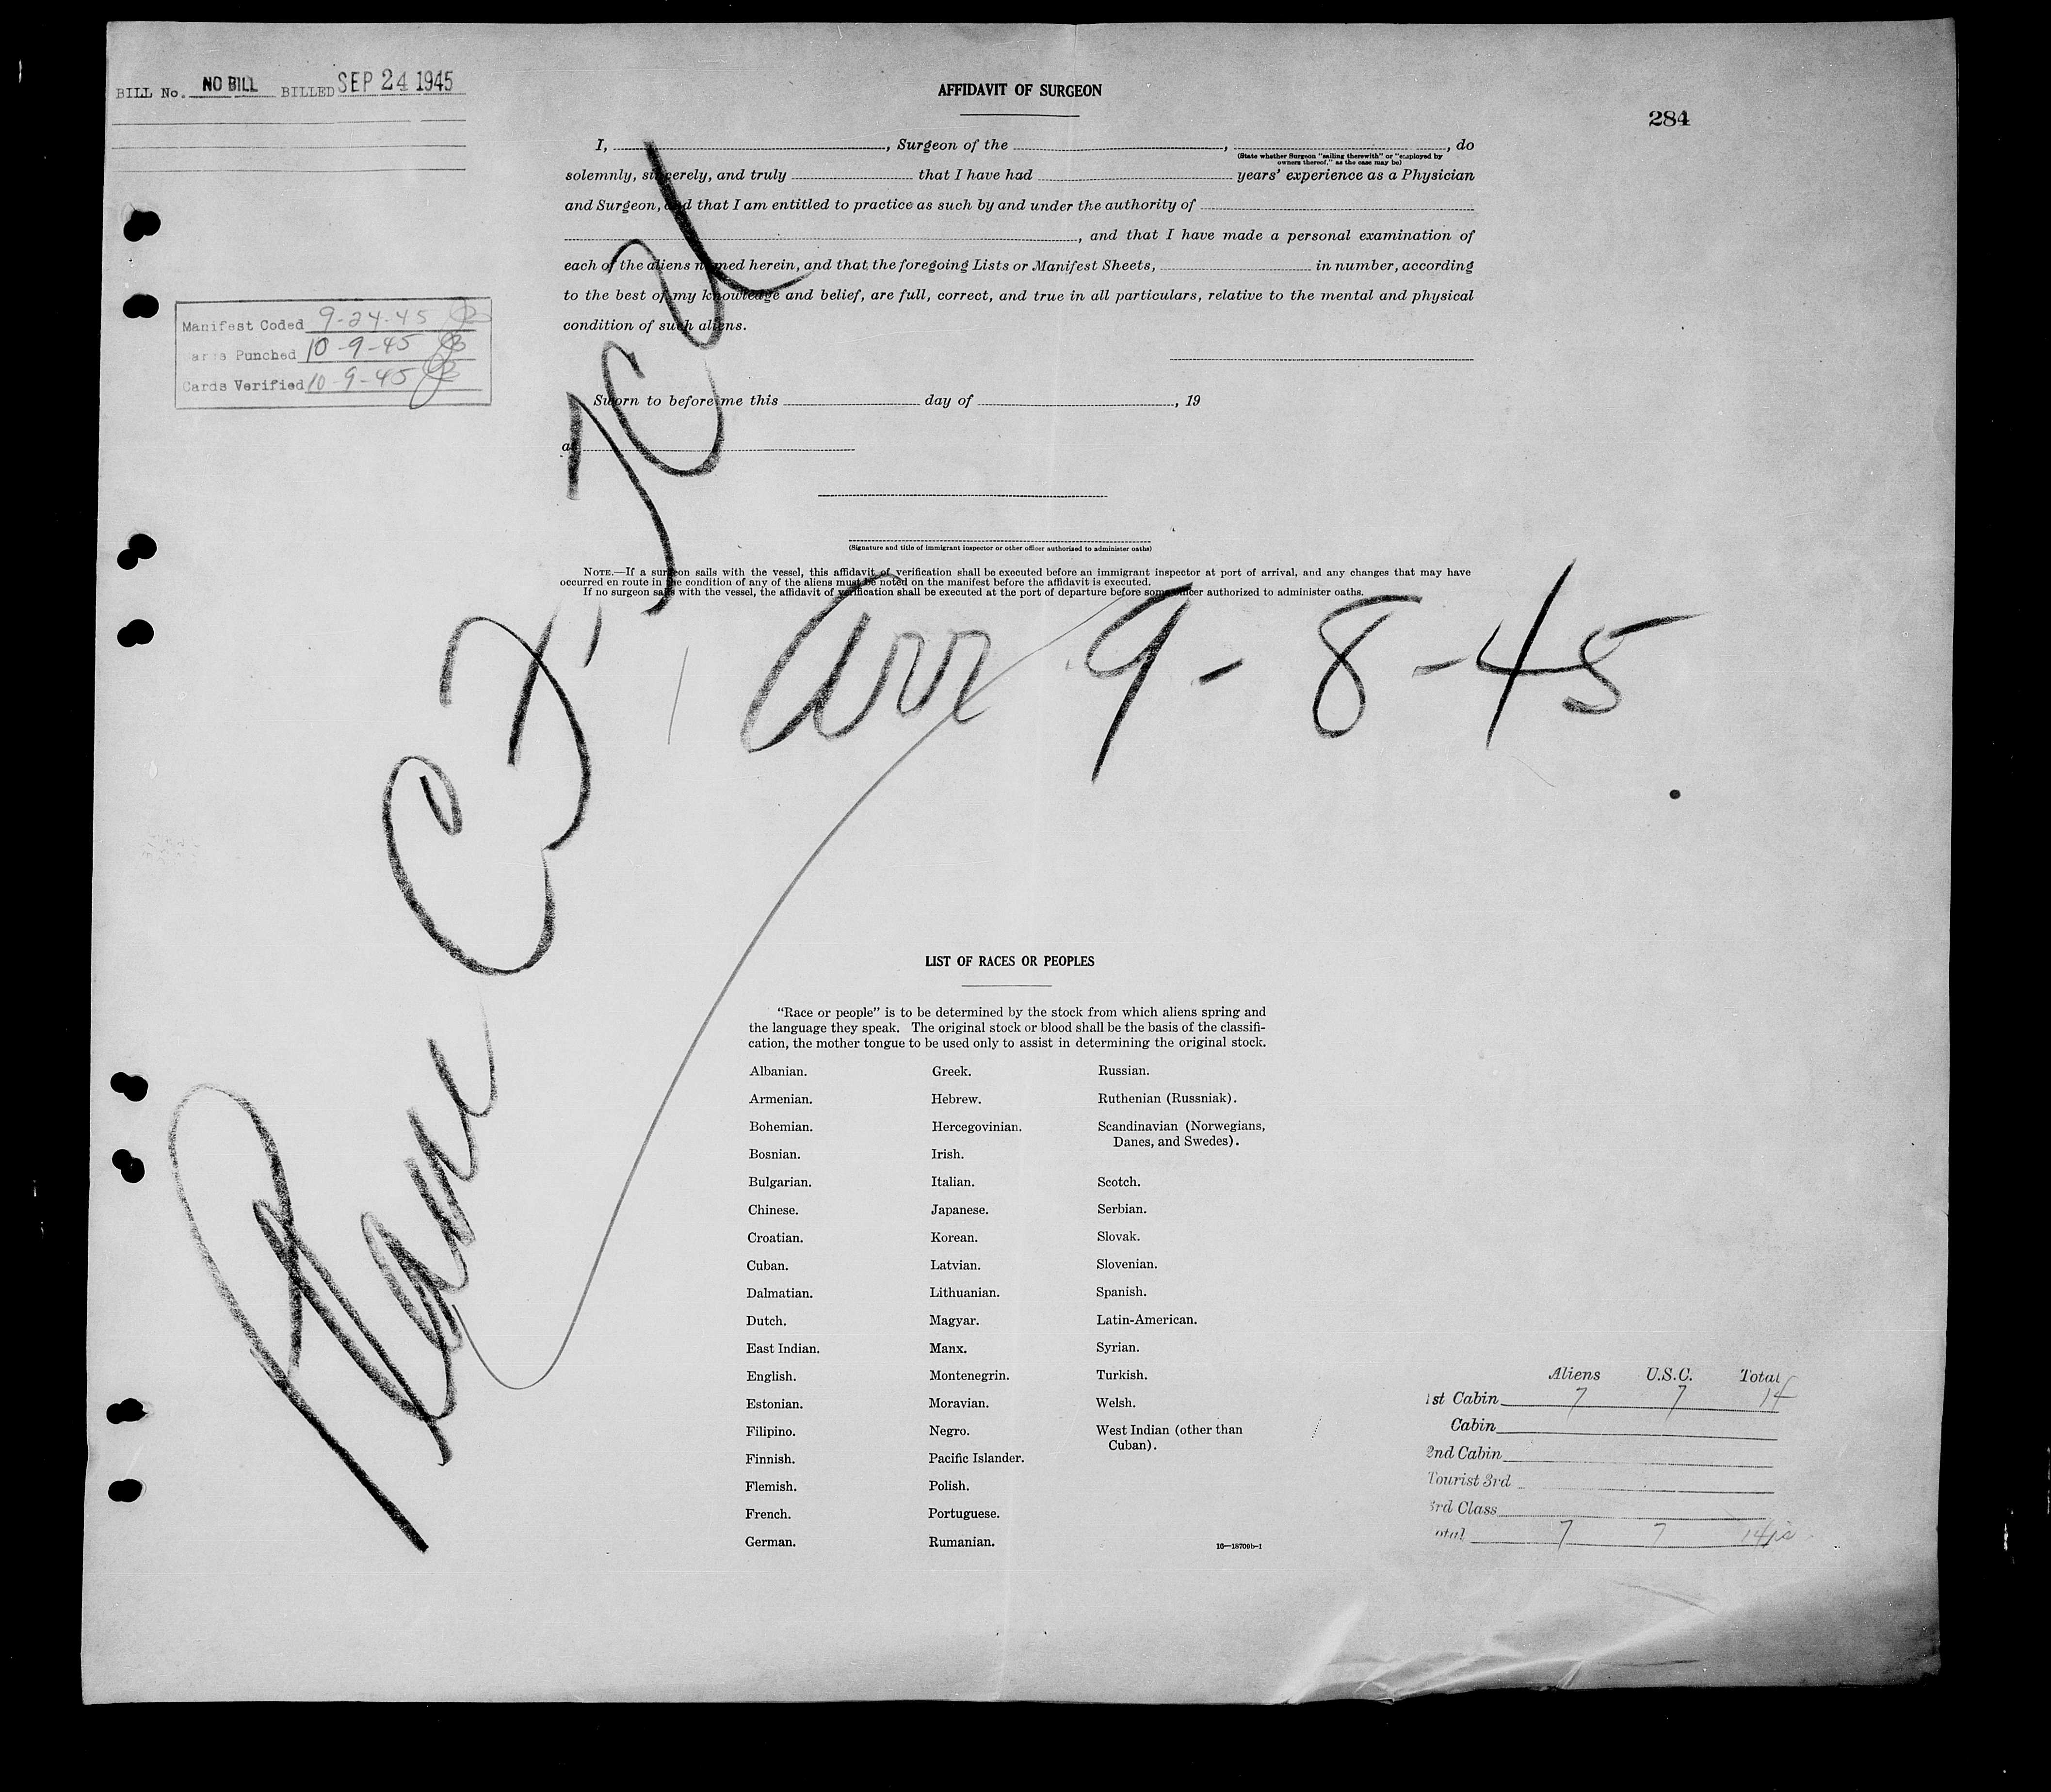 BILL No. NO BILL BILLED SEP 24 1945
AFFIDAVIT OF SURGEON
284
I, , Surgeon of the , , do
(State whether Surgeon "sailing therewith" or "employed by
owners thereof," as the case may be)
solemnly, sincerely, and truly that I have had years' experience as a Physician
and Surgeon, and that I am entitled to practice as such by and under the authority of
, and that I have made a personal examination of
each of the aliens named herein, and that the foregoing Lists or Manifest Sheets, in number, according
to the best of my knowledge and belief, are full, correct, and true in all particulars, relative to the mental and physical
condition of such aliens.
Manifest Coded 9-24-45
Cards Punched 10-9-45
Cards Verified 10-9-45
Sworn to before me this day of , 19
at
(Signature and title of immigrant inspector or other officer authorized to administer oaths)
NOTE.—If a surgeon sails with the vessel, this affidavit of verification shall be executed before an immigrant inspector at port of arrival, and any changes that may have
occurred en route in the condition of any of the aliens must be noted on the manifest before the affidavit is executed.
If no surgeon sails with the vessel, the affidavit of verification shall be executed at the port of departure before some officer authorized to administer oaths.
Plane
arr 9-8-45
LIST OF RACES OR PEOPLES
"Race or people" is to be determined by the stock from which aliens spring and
the language they speak. The original stock or blood shall be the basis of the classifi-
cation, the mother tongue to be used only to assist in determining the original stock.
Albanian. Greek. Russian.
Armenian. Hebrew. Ruthenian (Russniak).
Bohemian. Hercegovinian. Scandinavian (Norwegians,
Danes, and Swedes).
Bosnian. Irish.
Bulgarian. Italian. Scotch.
Chinese. Japanese. Serbian.
Croatian. Korean. Slovak.
Cuban. Latvian. Slovenian.
Dalmatian. Lithuanian. Spanish.
Dutch. Magyar. Latin-American.
East Indian. Manx. Syrian.
English. Montenegrin. Turkish.
Estonian. Moravian. Welsh.
Filipino. Negro. West Indian (other than
Cuban).
Finnish. Pacific Islander.
Flemish. Polish.
French. Portuguese.
German. Rumanian.
16—18709b-1
Aliens U.S.C. Total
1st Cabin 7 7 14
Cabin
2nd Cabin
Tourist 3rd
3rd Class
otal 7 7 14